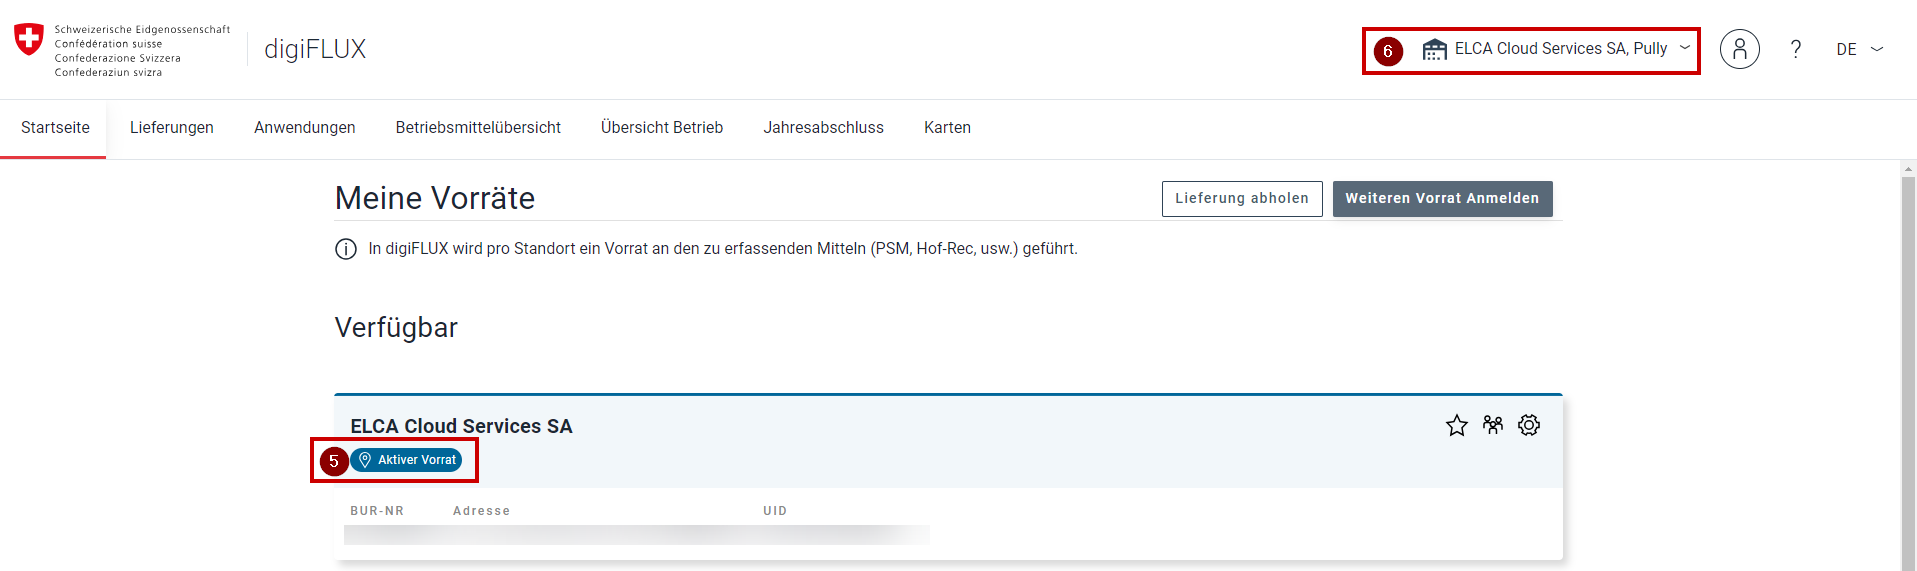 Schweizerische Eidgenossenschaft
Confédération suisse
Confederazione Svizzera
Confederaziun svizra
digiFLUX
6 ELCA Cloud Services SA, Pully
? DE
Startseite Lieferungen Anwendungen Betriebsmittelübersicht Übersicht Betrieb Jahresabschluss Karten
Meine Vorräte
Lieferung abholen Weiteren Vorrat Anmelden
In digiFLUX wird pro Standort ein Vorrat an den zu erfassenden Mitteln (PSM, Hof-Rec, usw.) geführt.
Verfügbar
ELCA Cloud Services SA
5 Aktiver Vorrat
BUR-NR Adresse UID